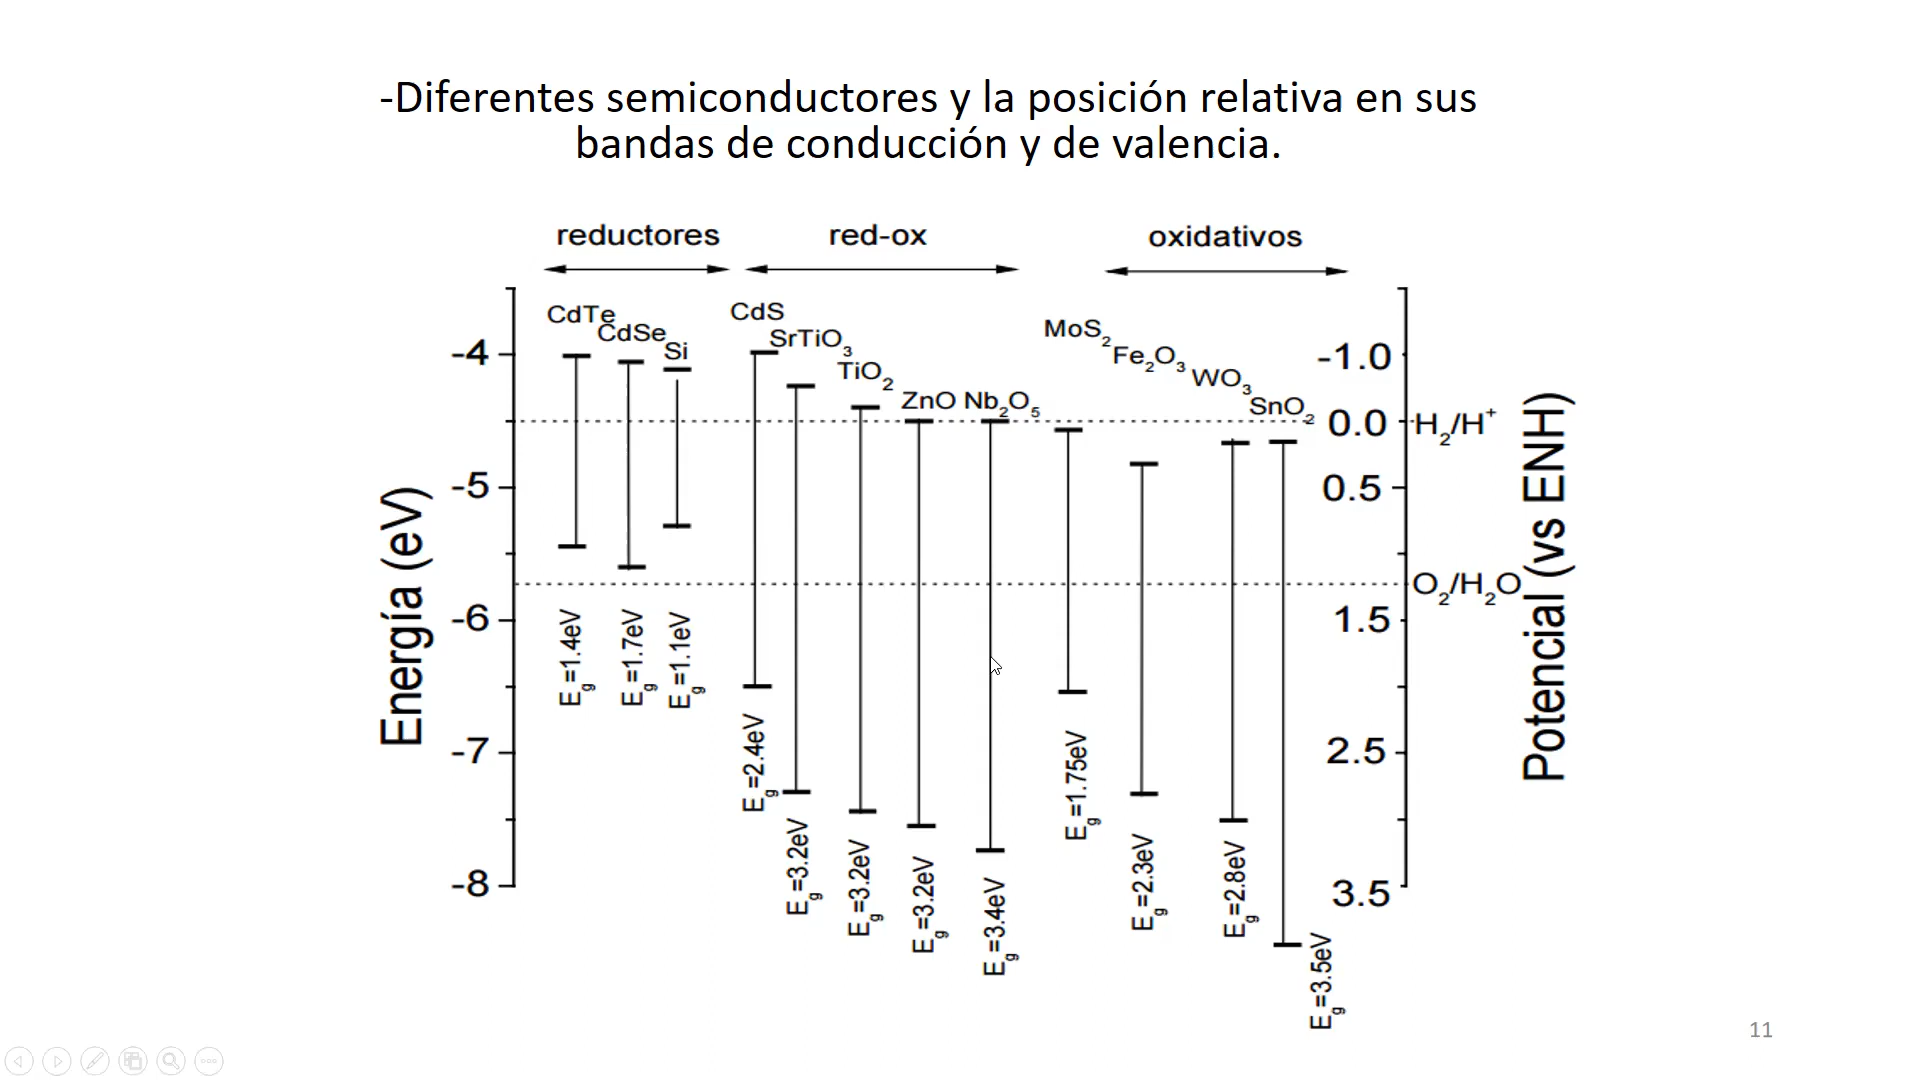 -Diferentes semiconductores y la posición relativa en sus
bandas de conducción y de valencia.
reductores
red-ox
oxidativos
CdTe
CdSe
Si
CdS
SrTiO3
TiO2
ZnO
Nb2O5
MoS2
Fe2O3
WO3
SnO2
Energía (eV)
-4
-5
-6
-7
-8
-1.0
0.0
0.5
1.5
2.5
3.5
H2/H+
O2/H2O
Potencial (vs ENH)
Eg=1.4eV
Eg=1.7eV
Eg=1.1eV
Eg=2.4eV
Eg=3.2eV
Eg=3.2eV
Eg=3.2eV
Eg=3.4eV
Eg=1.75eV
Eg=2.3eV
Eg=2.8eV
Eg=3.5eV
11